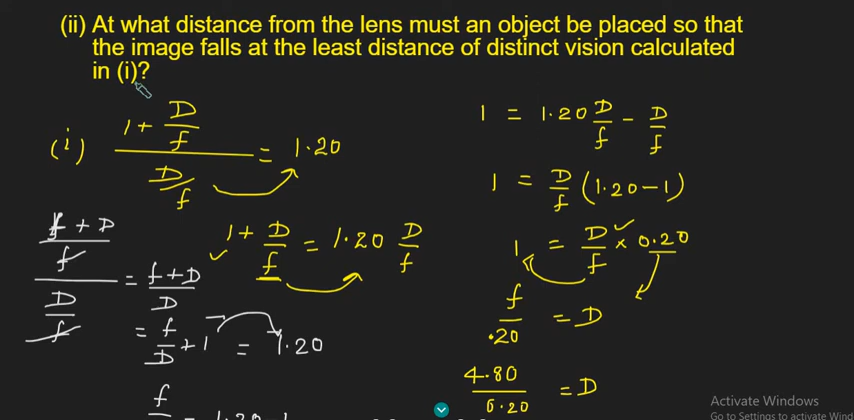 (ii) At what distance from the lens must an object be placed so that
the image falls at the least distance of distinct vision calculated
in (i)?
(i) (1 + D/f) / (D/f) = 1.20
1 + D/f = 1.20 D/f
((f + D)/f) / (D/f) = (f+D)/D
= f/D + 1 = 1.20
f
1 = 1.20 D/f − D/f
1 = D/f (1.20 − 1)
1 = D/f × 0.20
f/.20 = D
4.80/0.20 = D
Activate Windows
Go to Settings to activate Windows